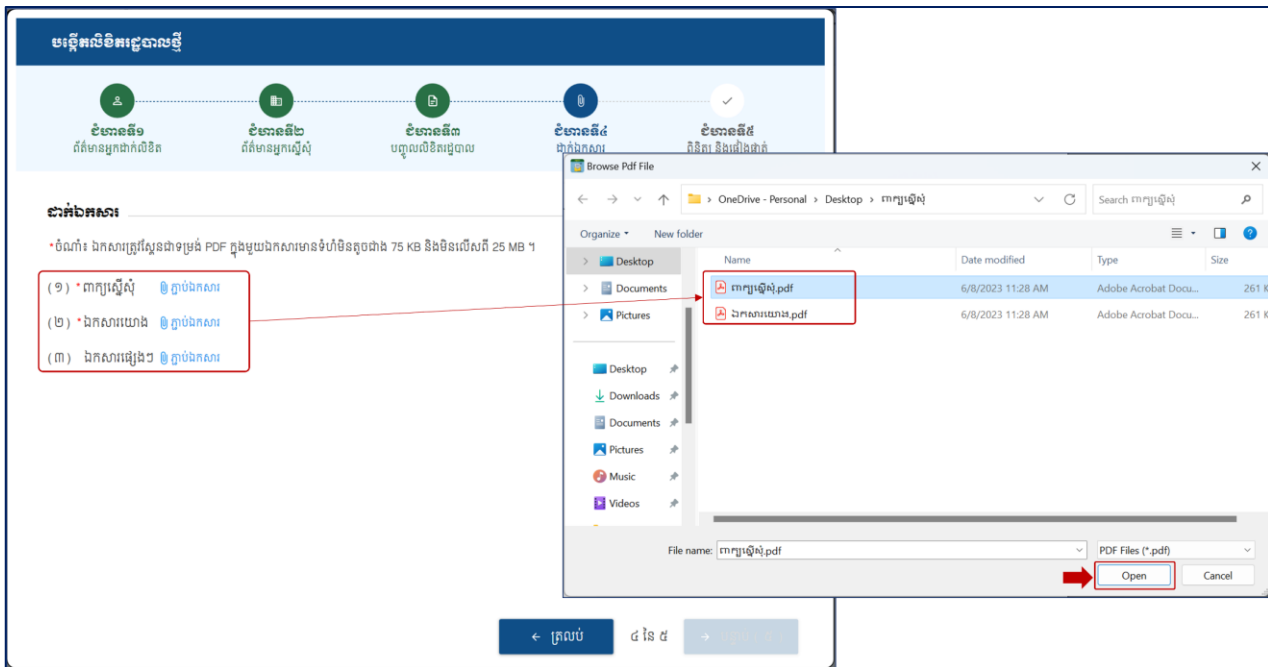 បង្កើតលិខិតរដ្ឋបាលថ្មី
ជំហានទី១
ព័ត៌មានអ្នកដាក់លិខិត
ជំហានទី២
ព័ត៌មានអ្នកស្នើសុំ
ជំហានទី៣
បញ្ចូលលិខិតរដ្ឋបាល
ជំហានទី៤
ដាក់ឯកសារ
ជំហានទី៥
ពិនិត្យ និងផ្ទៀងផ្ទាត់
ដាក់ឯកសារ
*ចំណាំ៖ ឯកសារត្រូវស្កែនជាទម្រង់ PDF ក្នុងមួយឯកសារមានទំហំមិនតូចជាង 75 KB និងមិនលើសពី 25 MB ។
(១) *ពាក្យស្នើសុំ ភ្ជាប់ឯកសារ
(២) *ឯកសារយោង ភ្ជាប់ឯកសារ
(៣) ឯកសារផ្សេងៗ ភ្ជាប់ឯកសារ
Browse Pdf File
OneDrive - Personal › Desktop › ពាក្យស្នើសុំ
Search ពាក្យស្នើសុំ
Organize New folder
Name Date modified Type Size
Desktop
Documents
Pictures
ពាក្យស្នើសុំ.pdf 6/8/2023 11:28 AM Adobe Acrobat Docu... 261 K
ឯកសារយោង.pdf 6/8/2023 11:28 AM Adobe Acrobat Docu... 261 K
Desktop
Downloads
Documents
Pictures
Music
Videos
File name: ពាក្យស្នើសុំ.pdf PDF Files (*.pdf)
Open Cancel
← ត្រលប់ ៤ នៃ ៥